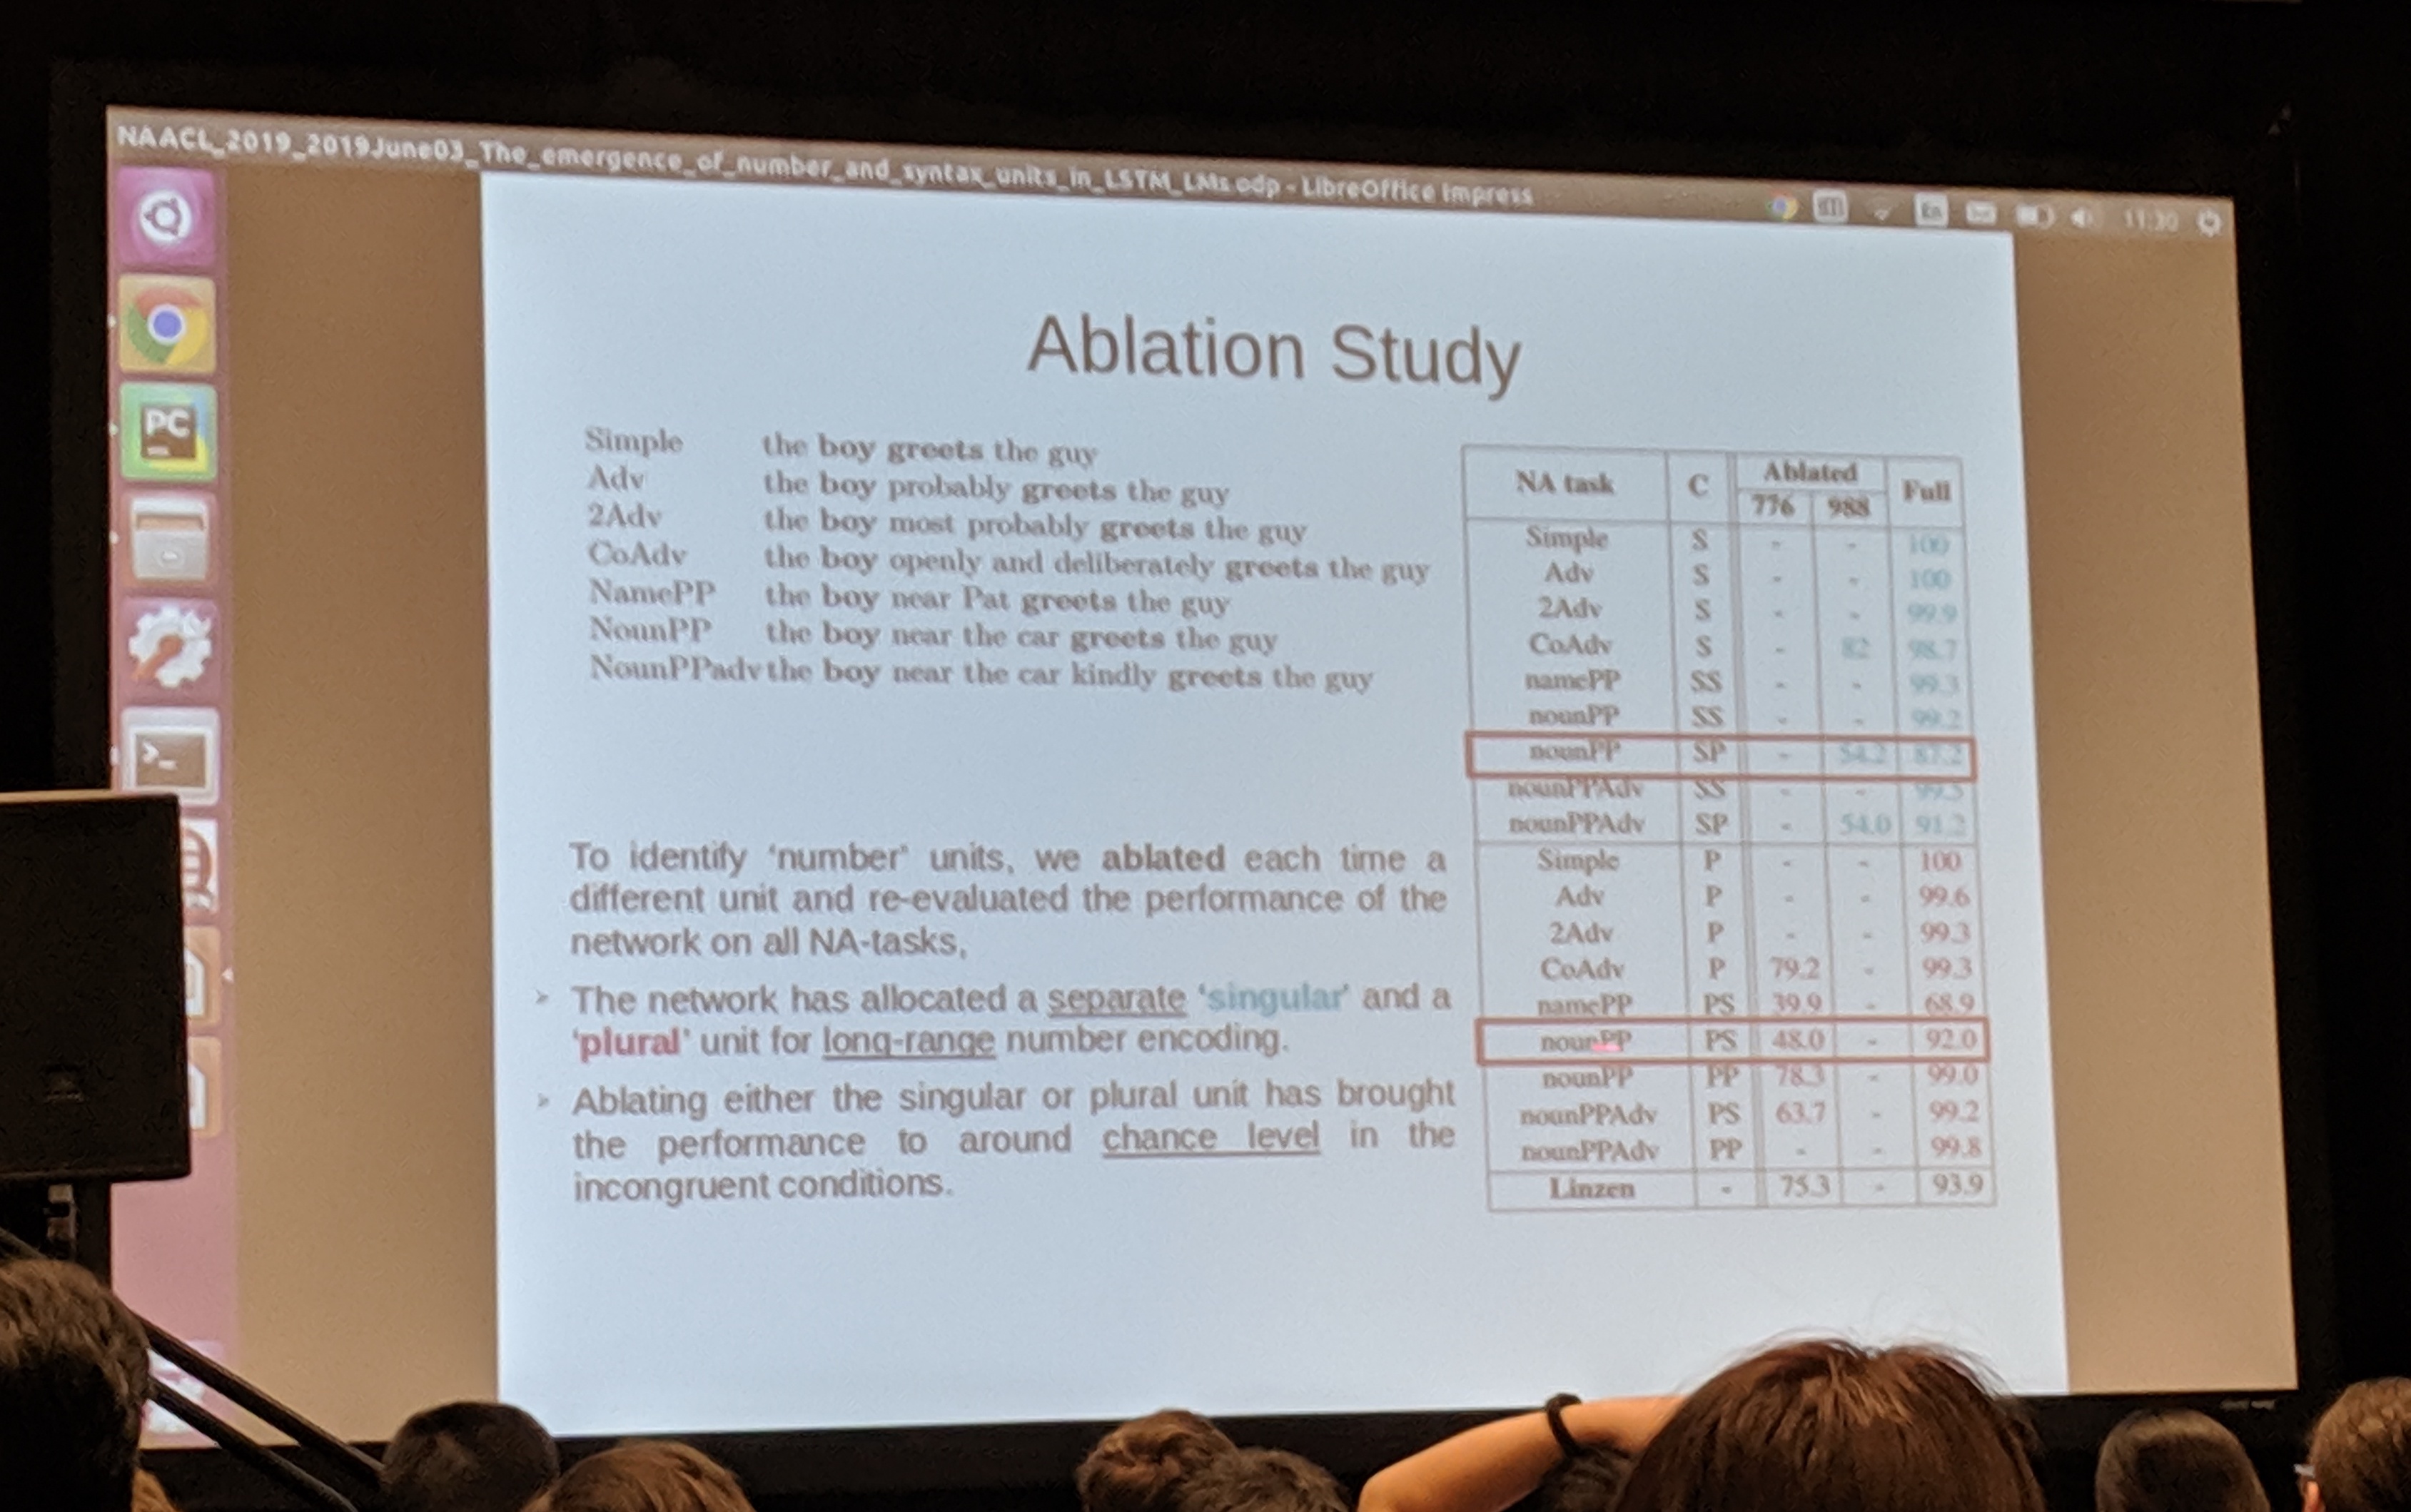 NAACL_2019_2019June03_The_emergence_of_number_and_syntax_units_in_LSTM_LMs.odp - LibreOffice Impress
En
11:30
PC
Ablation Study
Simple the boy greets the guy
Adv the boy probably greets the guy
2Adv the boy most probably greets the guy
CoAdv the boy openly and deliberately greets the guy
NamePP the boy near Pat greets the guy
NounPP the boy near the car greets the guy
NounPPadv the boy near the car kindly greets the guy
To identify 'number' units, we ablated each time a
different unit and re-evaluated the performance of the
network on all NA-tasks,
➢ The network has allocated a separate 'singular' and a
'plural' unit for long-range number encoding.
➢ Ablating either the singular or plural unit has brought
the performance to around chance level in the
incongruent conditions.
NA task C Ablated Full
776 988
Simple S - - 100
Adv S - - 100
2Adv S - - 99.9
CoAdv S - 82 98.7
namePP SS - - 99.3
nounPP SS - - 99.2
nounPP SP - 54.2 87.2
nounPPAdv SS - - 99.5
nounPPAdv SP - 54.0 91.2
Simple P - - 100
Adv P - - 99.6
2Adv P - - 99.3
CoAdv P 79.2 - 99.3
namePP PS 39.9 - 68.9
nounPP PS 48.0 - 92.0
nounPP PP 78.3 - 99.0
nounPPAdv PS 63.7 - 99.2
nounPPAdv PP - - 99.8
Linzen - 75.3 - 93.9